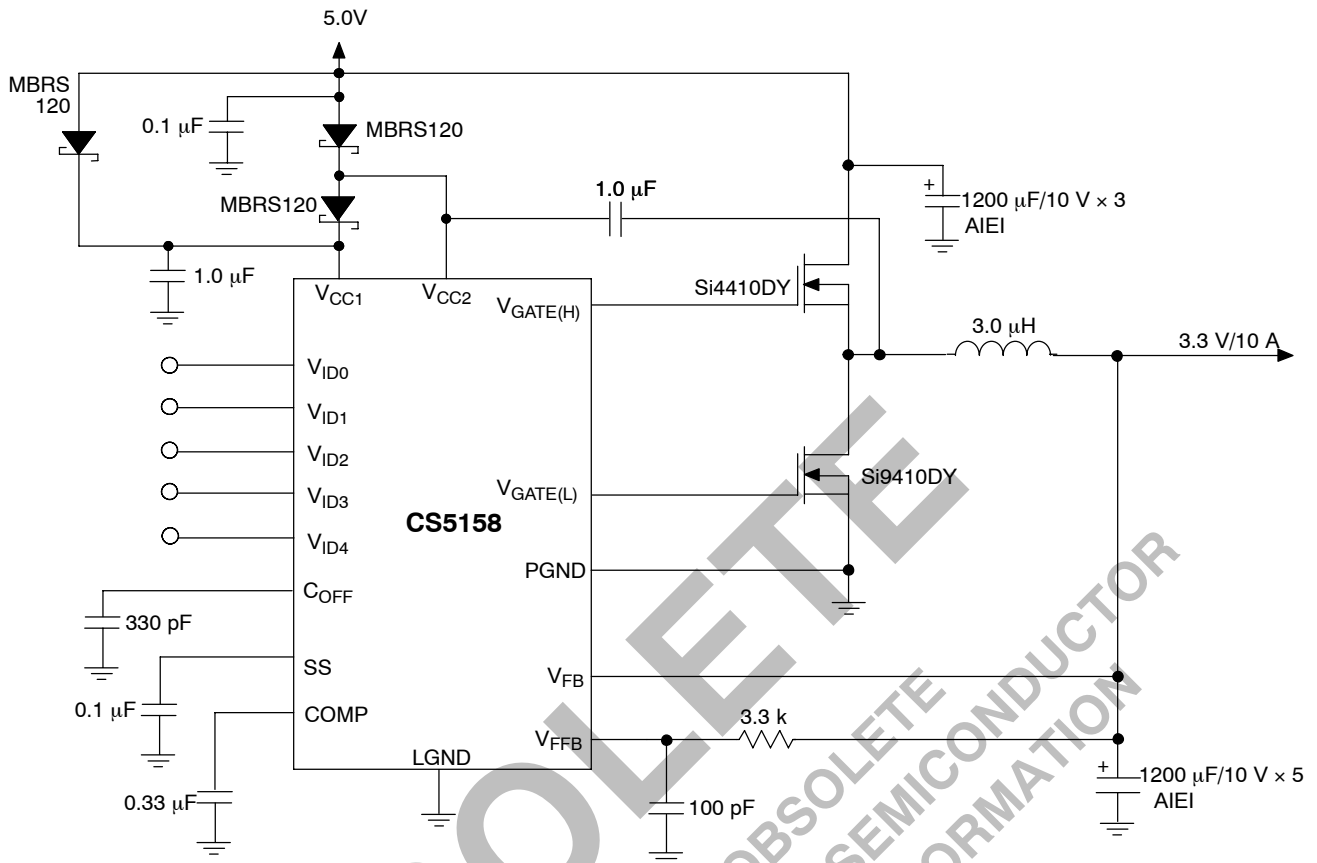 5.0V
MBRS
120
0.1 μF
MBRS120
MBRS120
1.0 μF
1.0 μF
+
1200 μF/10 V × 3
AIEI
VCC1
VCC2
VGATE(H)
Si4410DY
3.0 μH
3.3 V/10 A
VID0
VID1
VID2
VID3
VID4
VGATE(L)
Si9410DY
CS5158
PGND
COFF
330 pF
SS
0.1 μF
COMP
VFB
VFFB
3.3 k
LGND
0.33 μF
100 pF
+
1200 μF/10 V × 5
AIEI
OLETE
OBSOLETE
SEMICONDUCTOR
ORMATION